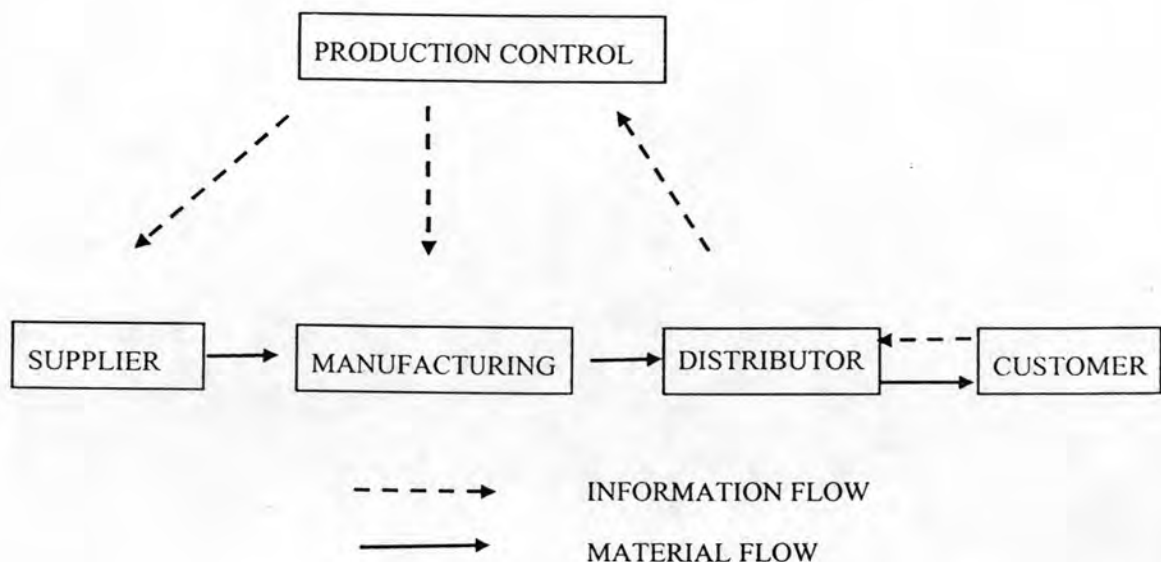 PRODUCTION CONTROL
SUPPLIER
MANUFACTURING
DISTRIBUTOR
CUSTOMER
INFORMATION FLOW
MATERIAL FLOW